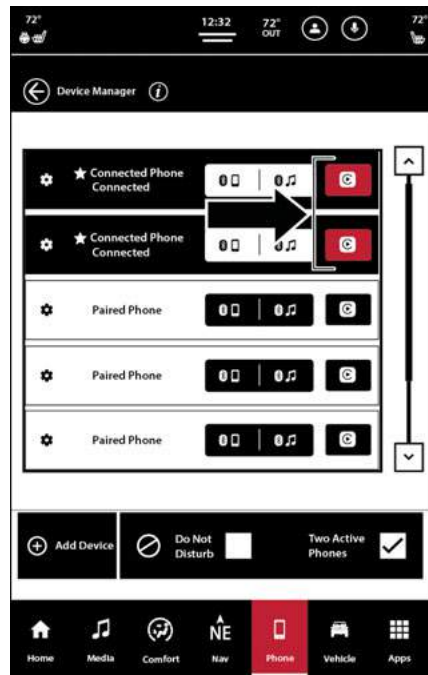 72°
12:32
72°
OUT
72°
Device Manager
Connected Phone
Connected
Connected Phone
Connected
Paired Phone
Paired Phone
Paired Phone
Add Device
Do Not
Disturb
Two Active
Phones
NE
Home
Media
Comfort
Nav
Phone
Vehicle
Apps